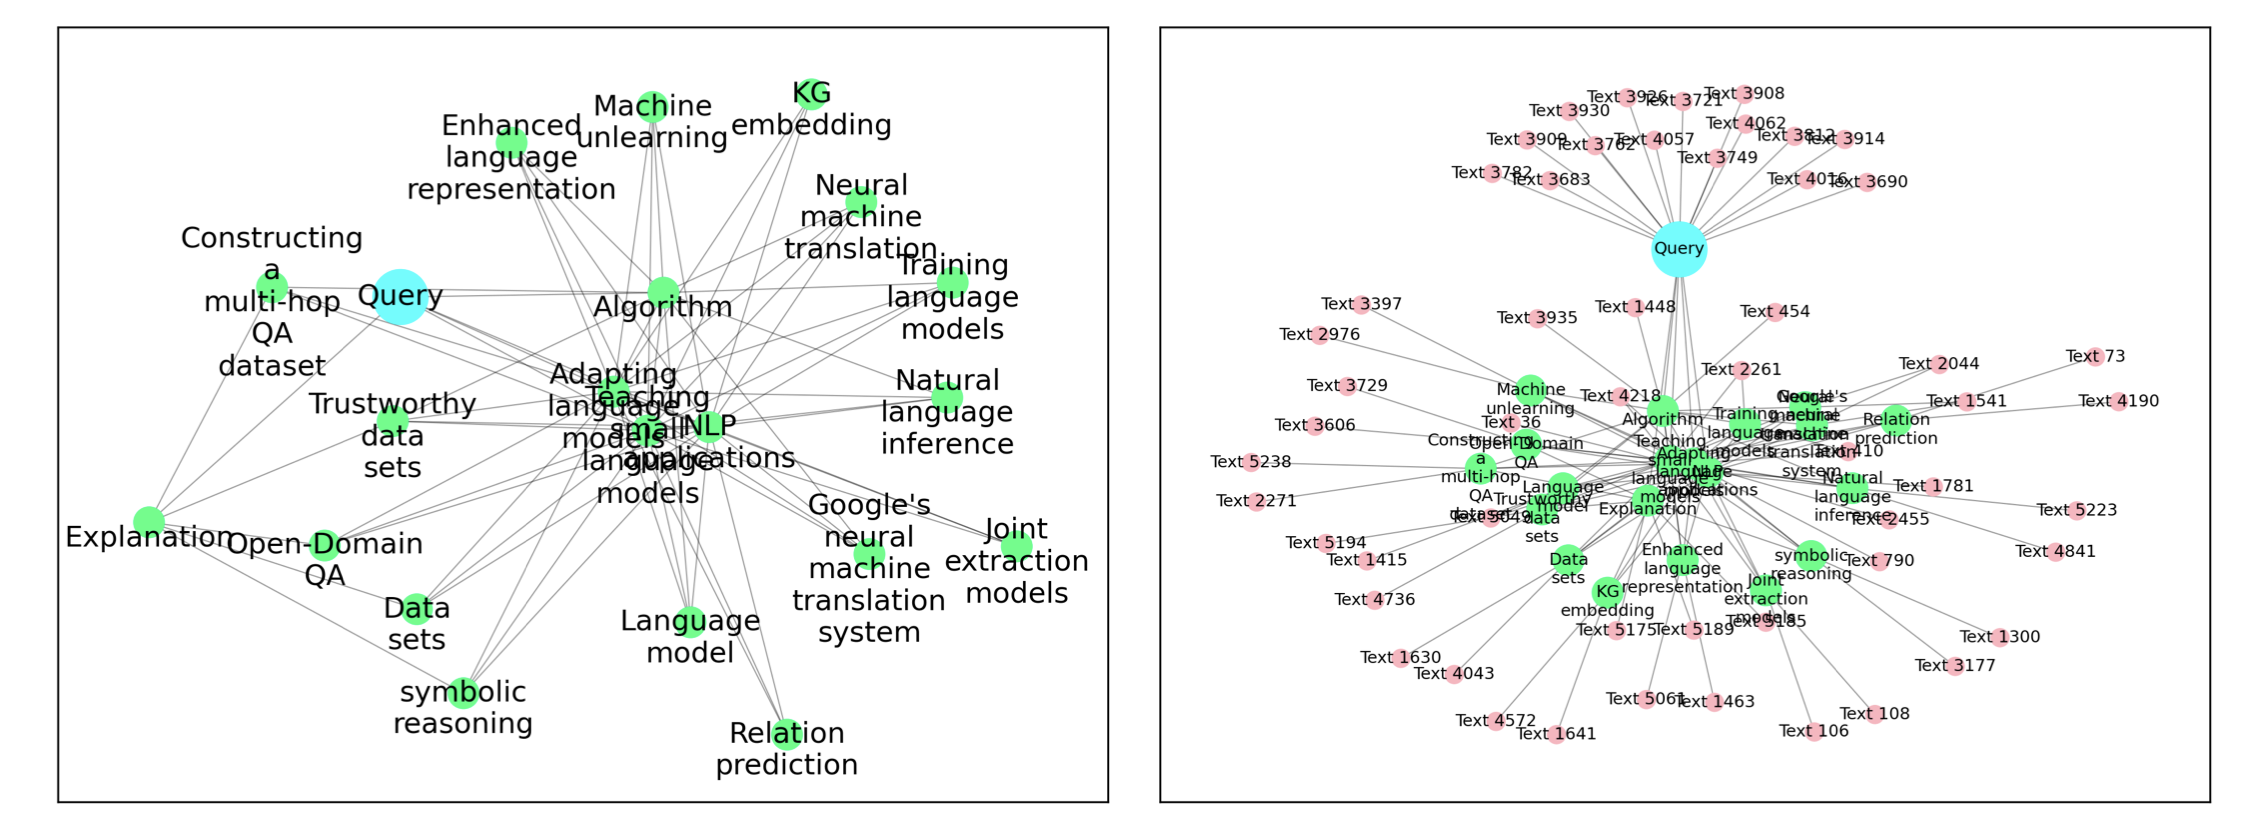 KG
embedding
Machine
unlearning
Enhanced
language
representation
Neural
machine
translation
Constructing
a
multi-hop
QA
dataset
Query
Algorithm
Training
language
models
Adapting
language
models
Teaching
small
language
models
NLP
applications
Natural
language
inference
Trustworthy
data
sets
Explanation
Open-Domain
QA
Google's
neural
machine
translation
system
Joint
extraction
models
Data
sets
Language
model
symbolic
reasoning
Relation
prediction
Text 3908
Text 3926
Text 3721
Text 3930
Text 4062
Text 3812
Text 3914
Text 3909
Text 3762
Text 4057
Text 3749
Text 3782
Text 3683
Text 4016
Text 3690
Query
Text 3397
Text 1448
Text 454
Text 3935
Text 2976
Text 73
Text 2044
Text 2261
Text 3729
Text 4218
Machine
unlearning
Text 1541
Text 4190
Google's
neural
machine
translation
system
Algorithm
Training
language
models
Relation
prediction
Text 36
Text 3606
Constructing
a
multi-hop
QA
dataset
Open-Domain
QA
Teaching
small
language
models
Adapting
language
models
NLP
applications
Text 410
Text 5238
Text 2271
Language
model
Trustworthy
data
sets
Explanation
Natural
language
inference
Text 1781
Text 5223
Text 3049
Text 2455
Text 5194
Text 1415
Data
sets
Enhanced
language
representation
symbolic
reasoning
Text 790
Text 4841
Text 4736
KG
embedding
Joint
extraction
models
Text 5175
Text 5189
Text 5185
Text 1300
Text 1630
Text 4043
Text 3177
Text 5061
Text 1463
Text 4572
Text 1641
Text 106
Text 108